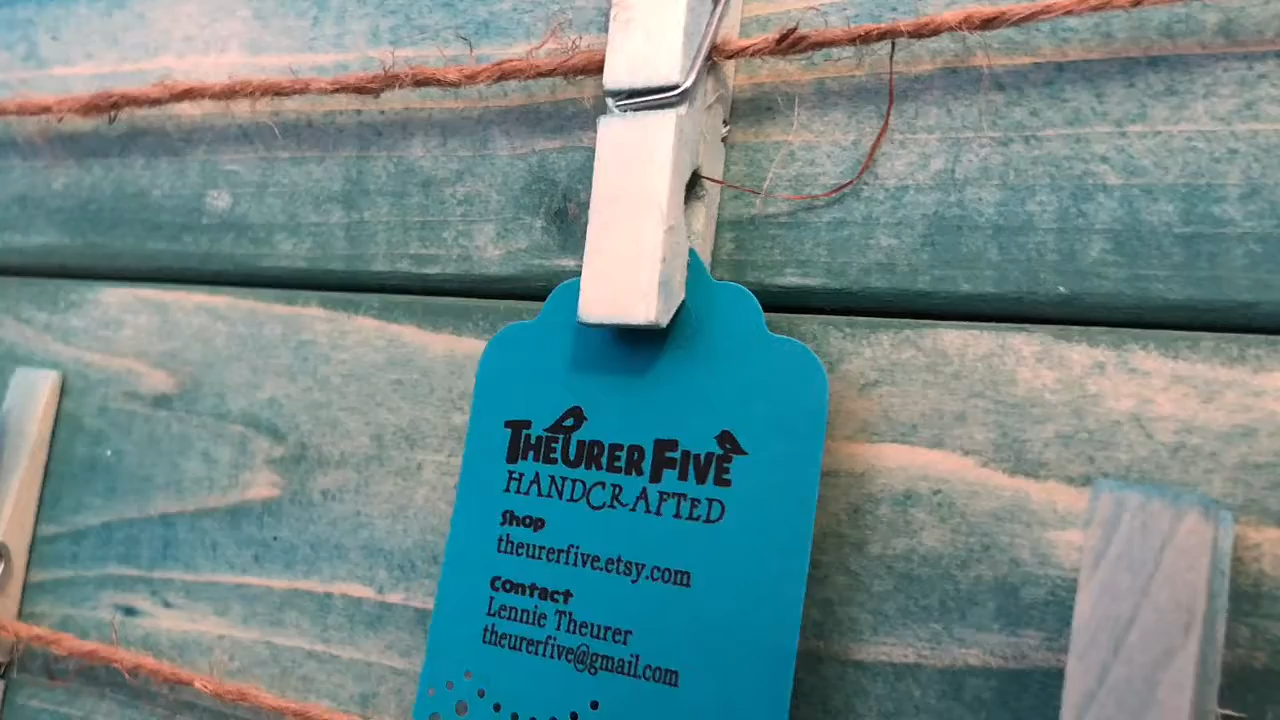 THEURER FIVE
HANDCRAFTED
Shop
theurerfive.etsy.com
Contact
Lennie Theurer
theurerfive@gmail.com